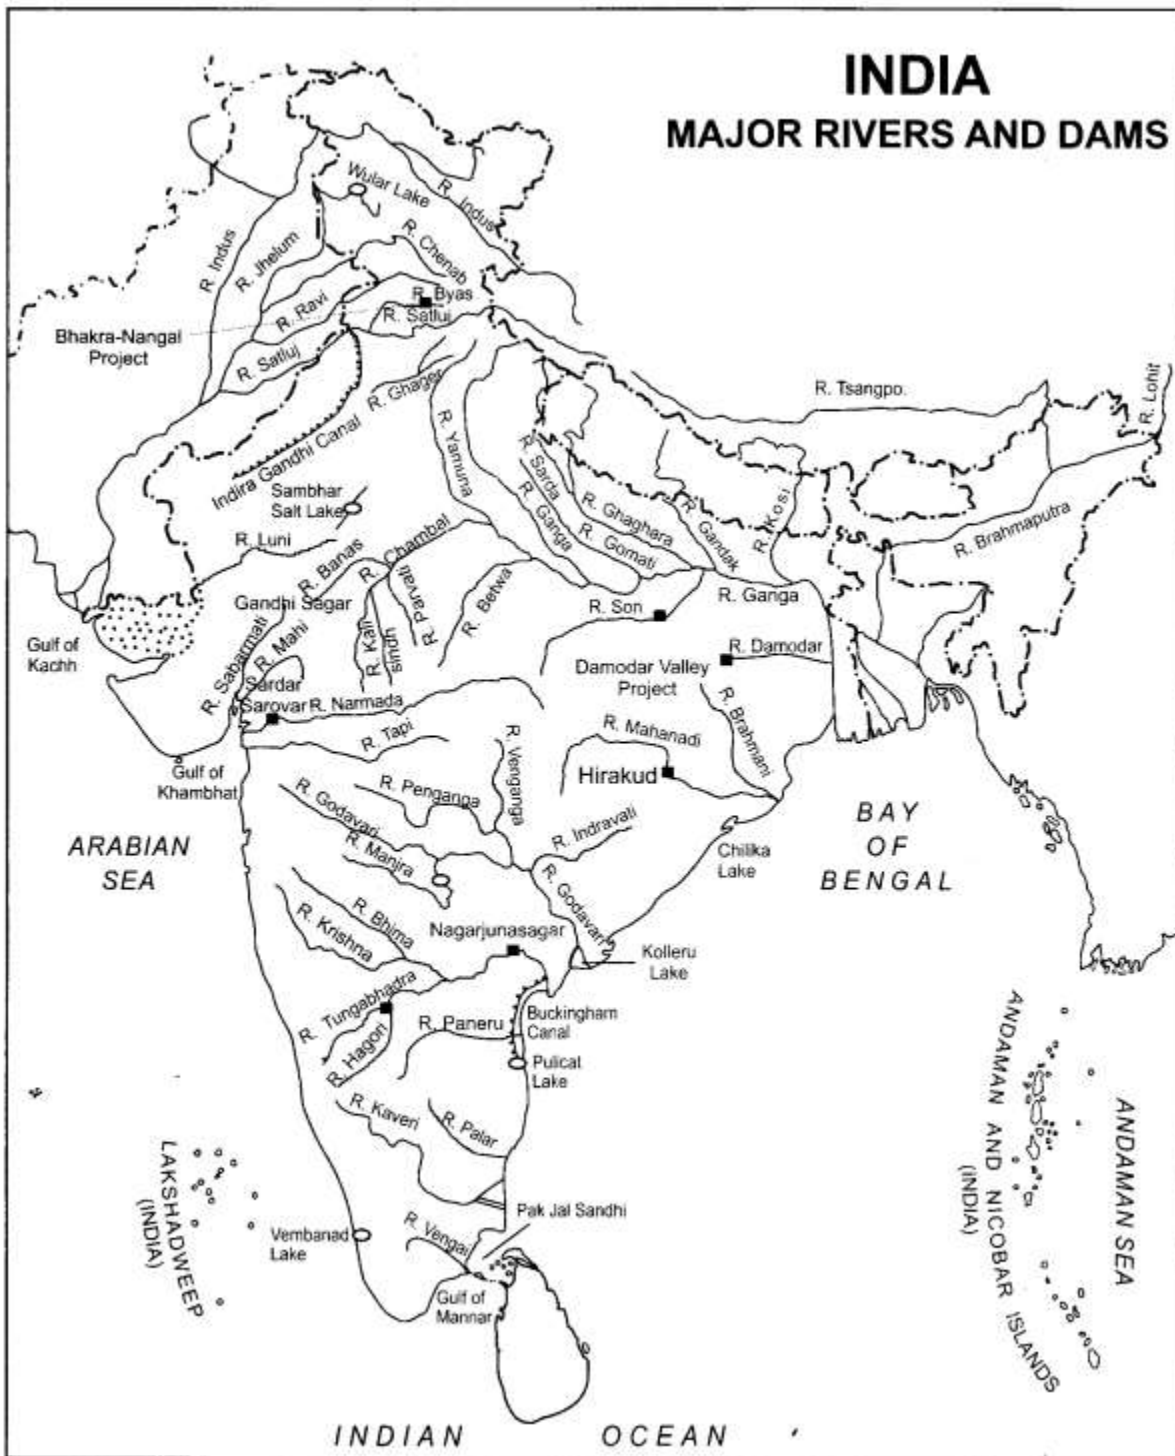 INDIA
MAJOR RIVERS AND DAMS
Wular Lake
R. Indus
R. Indus
R. Jhelum
R. Chenab
R. Byas
R. Ravi
R. Satluj
Bhakra-Nangal
Project
R. Satluj
R. Ghager
R. Tsangpo.
R. Lohit
Indira Gandhi Canal
R. Yamuna
R. Sarda
R. Ganga
R. Ghaghara
R. Gomati
R. Gandak
R. Kosi
R. Brahmaputra
Sambhar
Salt Lake
R. Luni
R. Banas
R. Chambal
Gandhi Sagar
R. Parvati
R. Kali
sindh
R. Betwa
R. Son
R. Ganga
Gulf of
Kachh
R. Sabarmati
R. Mahi
Sardar
Sarovar
R. Narmada
Damodar Valley
Project
R. Damodar
R. Tapi
R. Venganga
R. Mahanadi
R. Brahmani
Hirakud
Gulf of
Khambhat
R. Penganga
R. Godavari
R. Manjra
R. Indravati
R. Godavari
ARABIAN
SEA
Chilika
Lake
BAY
OF
BENGAL
R. Bhima
R. Krishna
Nagarjunasagar
Kolleru
Lake
R. Tungabhadra
R. Hagori
R. Paneru
Buckingham
Canal
Pulicat
Lake
R. Kaveri
R. Palar
LAKSHADWEEP
(INDIA)
Vembanad
Lake
R. Vengai
Pak Jal Sandhi
Gulf of
Mannar
ANDAMAN AND NICOBAR ISLANDS
(INDIA)
ANDAMAN SEA
INDIAN OCEAN